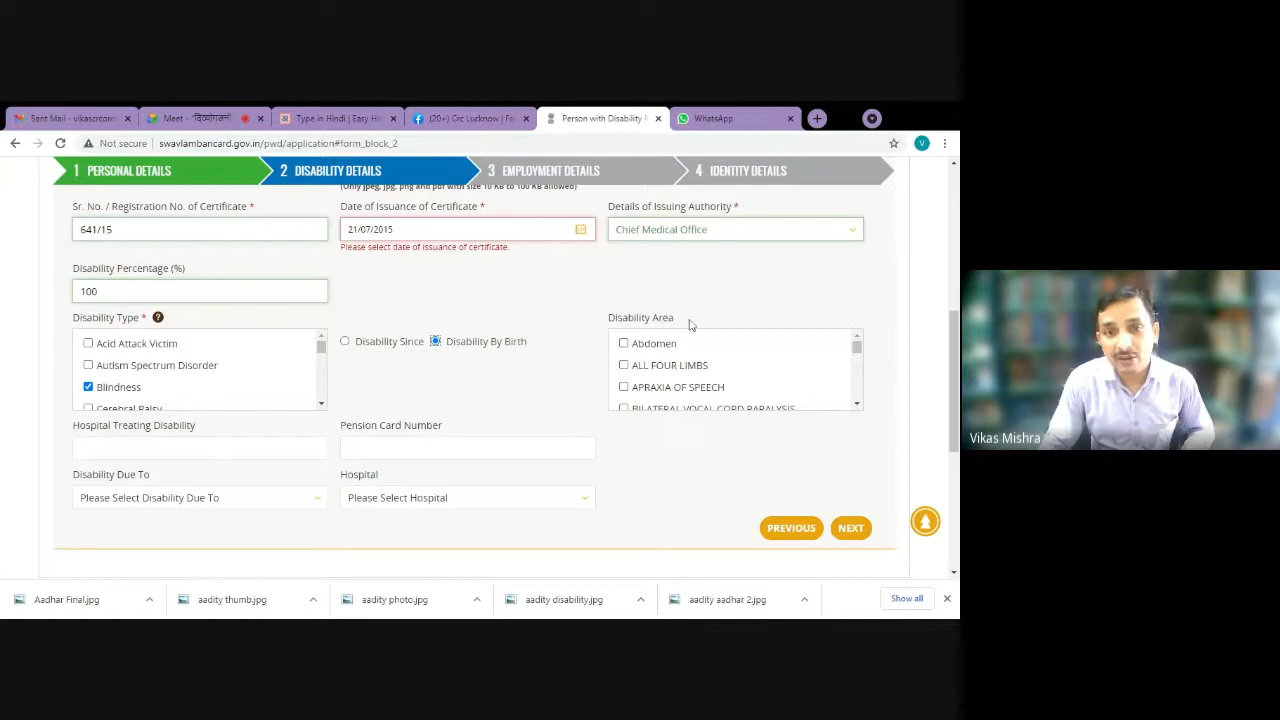 Sent Mail - vikascrcom
Meet - "दिव्यांगजनो
Type in Hindi | Easy Hi
(20+) Crc Lucknow | Fa
Person with Disability R
WhatsApp
Not secure
swavlambancard.gov.in/pwd/application#form_block_2
V
1 PERSONAL DETAILS
2 DISABILITY DETAILS
3 EMPLOYMENT DETAILS
4 IDENTITY DETAILS
(Only jpeg, jpg, png and pdf with size 10 KB to 100 KB allowed)
Sr. No. / Registration No. of Certificate *
Date of Issuance of Certificate *
Details of Issuing Authority *
641/15
21/07/2015
Chief Medical Office
Please select date of issuance of certificate.
Disability Percentage (%)
100
Disability Type * ?
Disability Area
Acid Attack Victim
Disability Since
Disability By Birth
Abdomen
Autism Spectrum Disorder
ALL FOUR LIMBS
Blindness
APRAXIA OF SPEECH
Cerebral Palsy
BILATERAL VOCAL CORD PARALYSIS
Hospital Treating Disability
Pension Card Number
Disability Due To
Hospital
Please Select Disability Due To
Please Select Hospital
PREVIOUS
NEXT
Vikas Mishra
Aadhar Final.jpg
aadity thumb.jpg
aadity photo.jpg
aadity disability.jpg
aadity aadhar 2.jpg
Show all